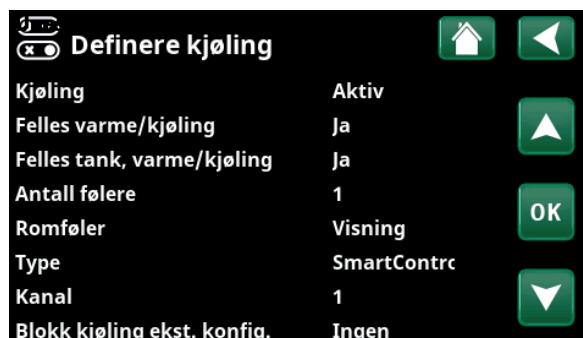 Definere kjøling
Kjøling Aktiv
Felles varme/kjøling Ja
Felles tank, varme/kjøling Ja
Antall følere 1
Romføler Visning
OK
Type SmartContrc
Kanal 1
Blokk kjøling ekst. konfig. Ingen